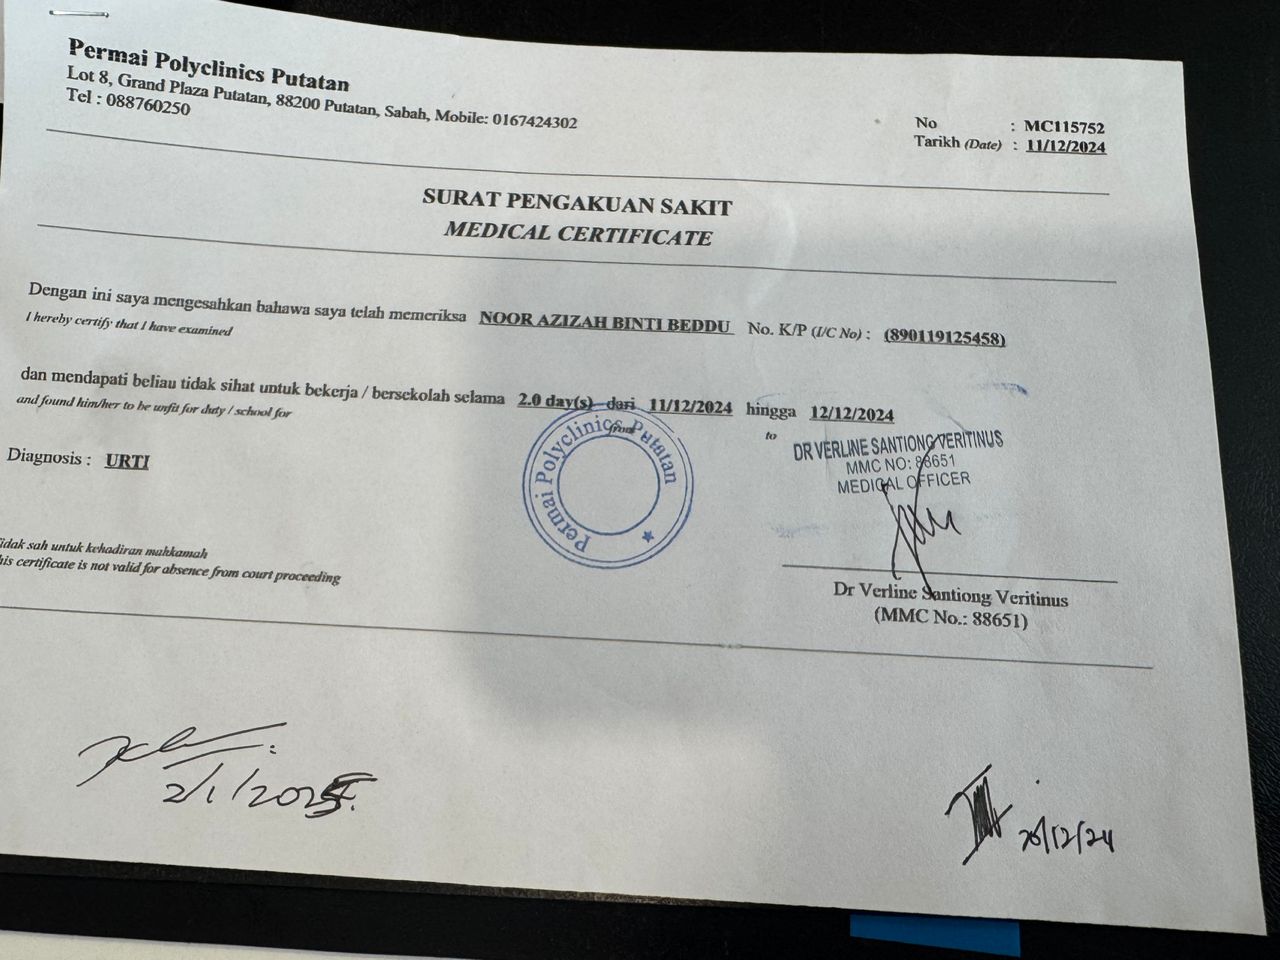 Permai Polyclinics Putatan
Lot 8, Grand Plaza Putatan, 88200 Putatan, Sabah, Mobile: 0167424302
Tel : 088760250
No : MC115752
Tarikh (Date) : 11/12/2024
SURAT PENGAKUAN SAKIT
MEDICAL CERTIFICATE
Dengan ini saya mengesahkan bahawa saya telah memeriksa NOOR AZIZAH BINTI BEDDU No. K/P (I/C No) : (890119125458)
I hereby certify that I have examined
dan mendapati beliau tidak sihat untuk bekerja / bersekolah selama 2.0 day(s) dari 11/12/2024 hingga 12/12/2024
and found him/her to be unfit for duty / school for from to
Diagnosis : URTI
Permai Polyclinics Putatan
DR VERLINE SANTIONG VERITINUS
MMC NO: 88651
MEDICAL OFFICER
idak sah untuk kehadiran mahkamah
his certificate is not valid for absence from court proceeding
Dr Verline Santiong Veritinus
(MMC No.: 88651)
2/1/2025